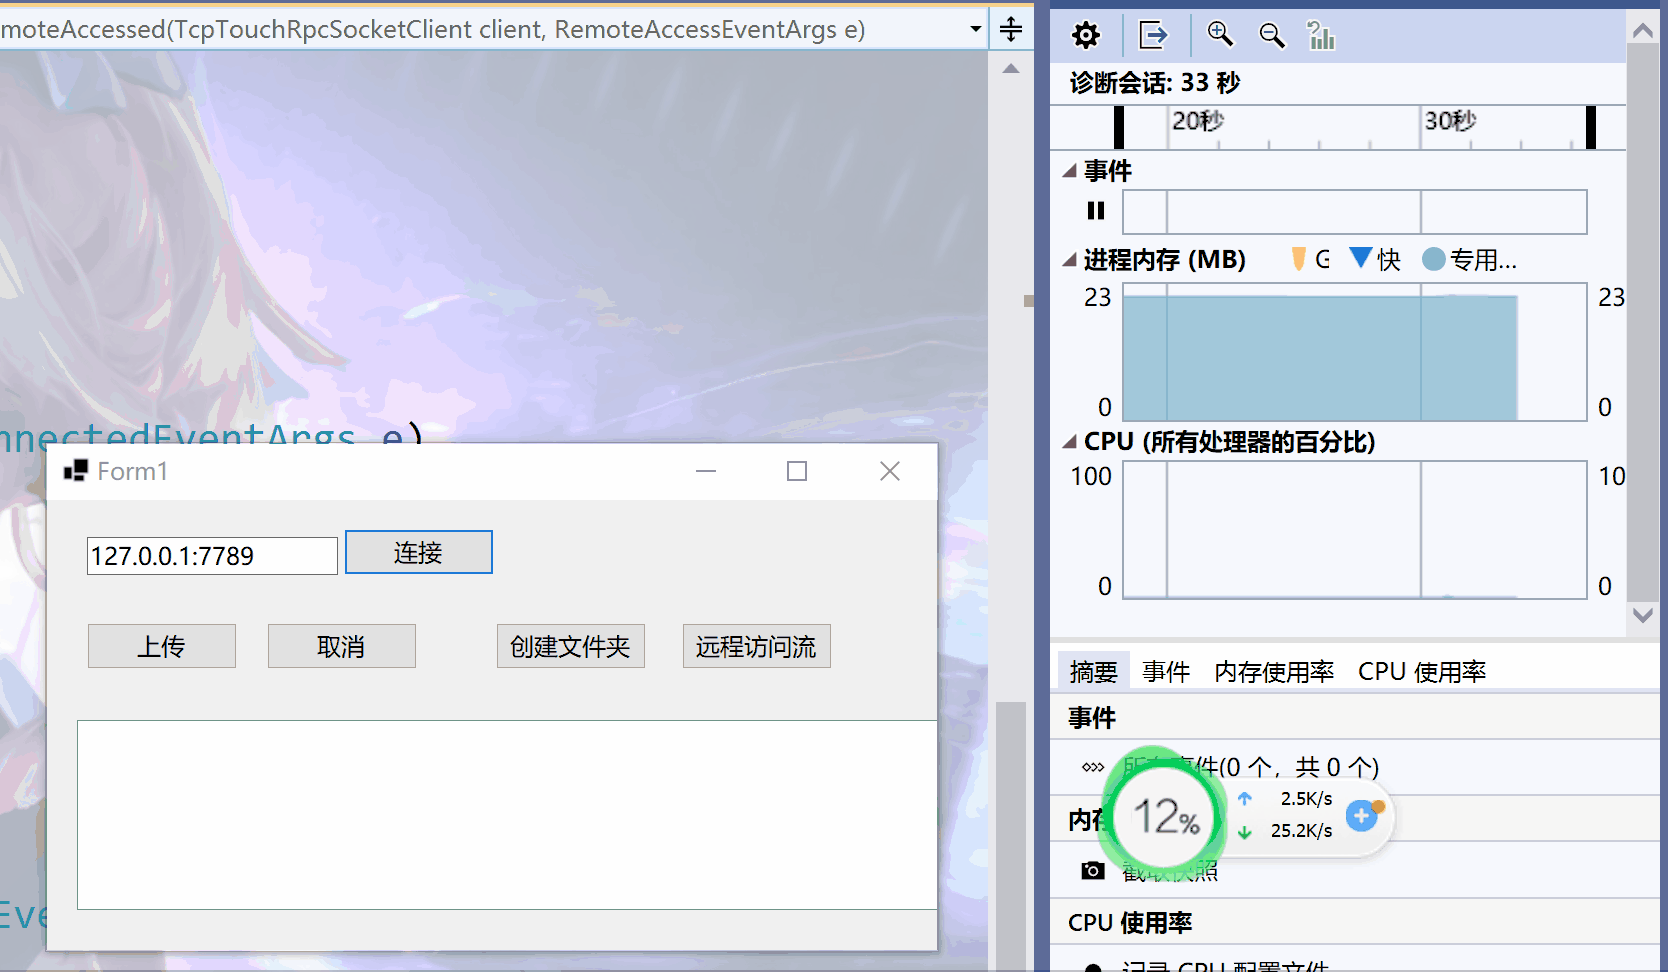 moteAccessed(TcpTouchRpcSocketClient client, RemoteAccessEventArgs e)
nnectedEventArgs e)
Form1
127.0.0.1:7789
连接
上传
取消
创建文件夹
远程访问流
Eve
诊断会话: 33 秒
20秒
30秒
事件
进程内存 (MB)
G
快
专用...
23
23
0
0
CPU (所有处理器的百分比)
100
10
0
0
摘要
事件
内存使用率
CPU 使用率
事件
所有事件(0 个，共 0 个)
内存
12%
2.5K/s
25.2K/s
截取快照
CPU 使用率
记录 CPU 配置文件